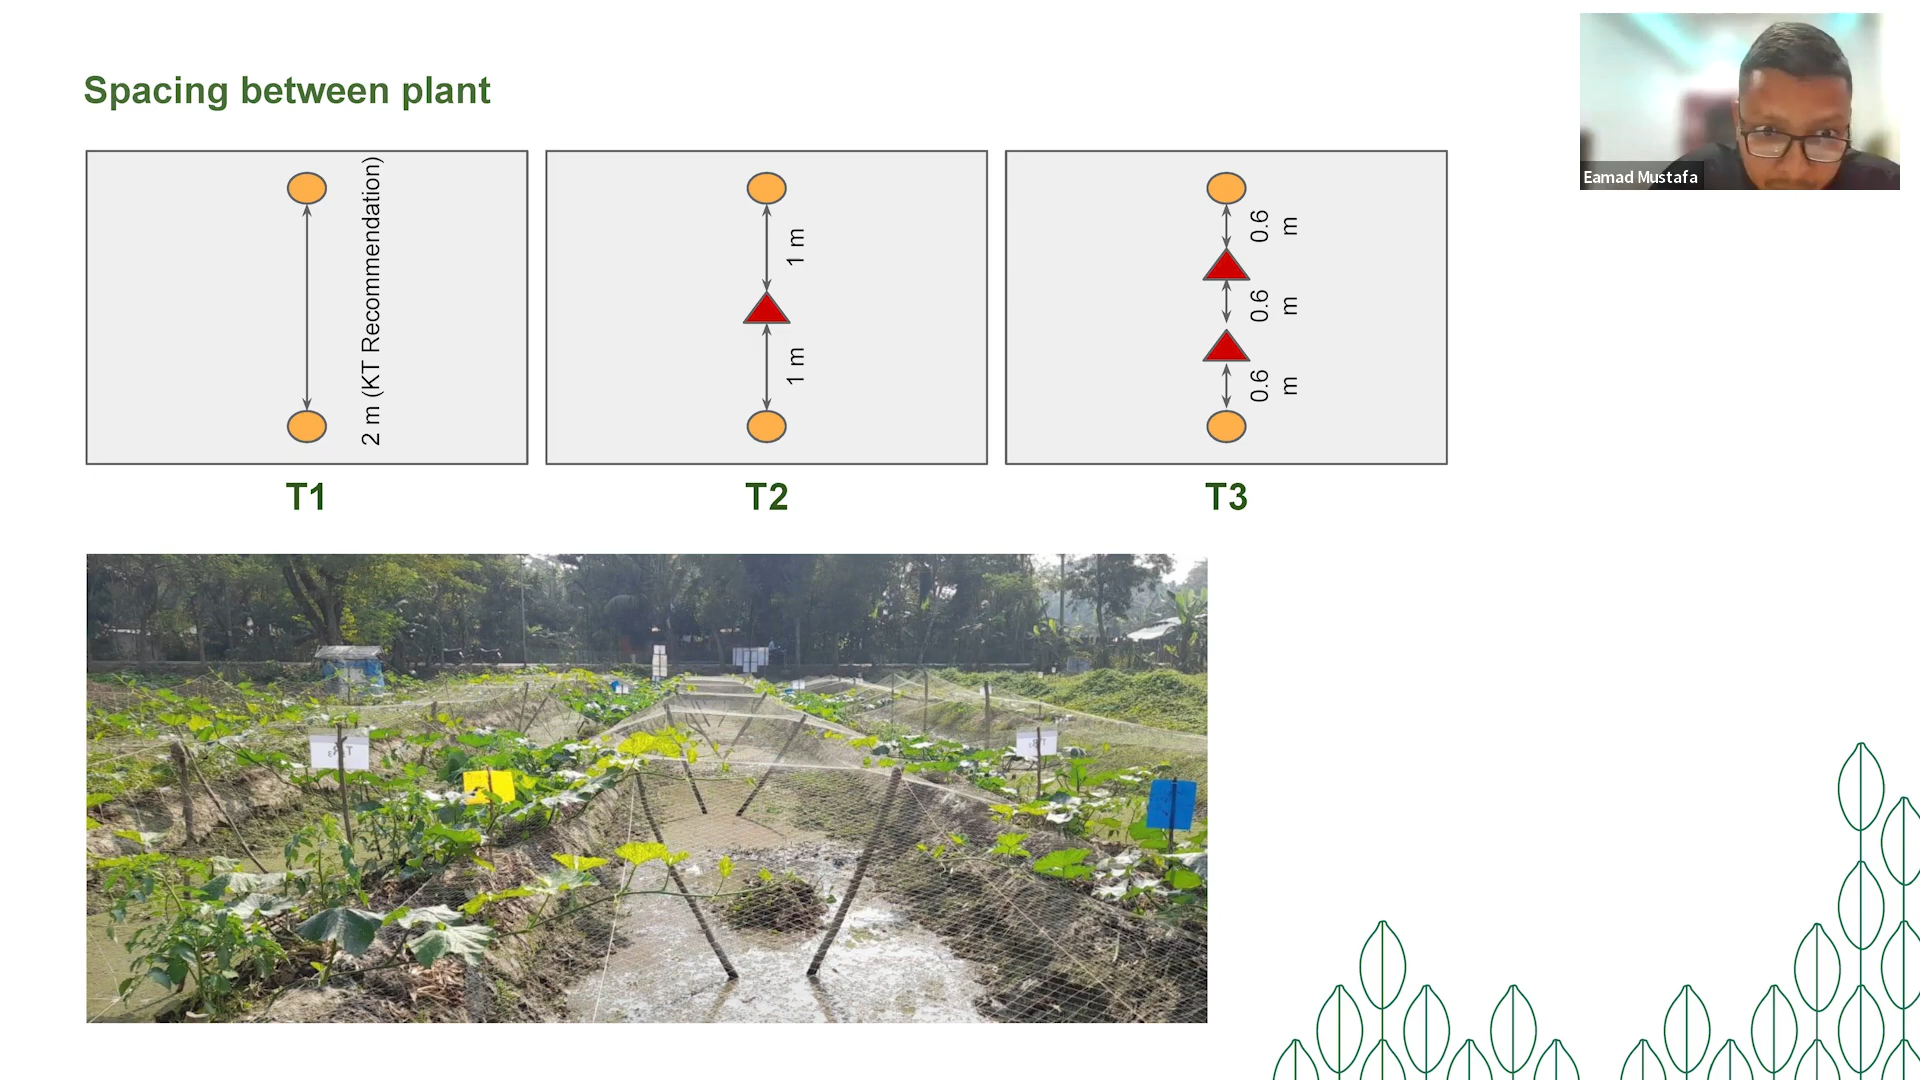 Spacing between plant
Eamad Mustafa
2 m (KT Recommendation)
1 m
1 m
0.6
m
0.6
m
0.6
m
T1
T2
T3